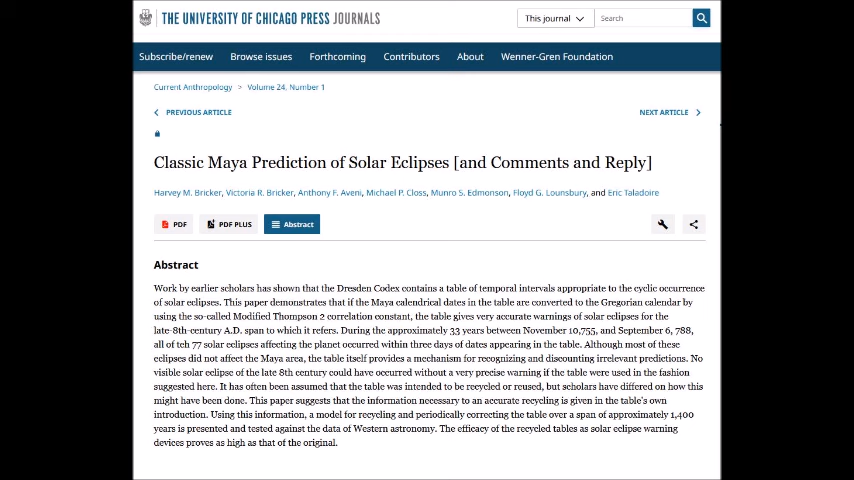 THE UNIVERSITY OF CHICAGO PRESS JOURNALS
This journal
Search
Subscribe/renew Browse issues Forthcoming Contributors About Wenner-Gren Foundation
Current Anthropology > Volume 24, Number 1
PREVIOUS ARTICLE
NEXT ARTICLE
Classic Maya Prediction of Solar Eclipses [and Comments and Reply]
Harvey M. Bricker, Victoria R. Bricker, Anthony F. Aveni, Michael P. Closs, Munro S. Edmonson, Floyd G. Lounsbury, and Eric Taladoire
PDF PDF PLUS Abstract
Abstract
Work by earlier scholars has shown that the Dresden Codex contains a table of temporal intervals appropriate to the cyclic occurrence
of solar eclipses. This paper demonstrates that if the Maya calendrical dates in the table are converted to the Gregorian calendar by
using the so-called Modified Thompson 2 correlation constant, the table gives very accurate warnings of solar eclipses for the
late-8th-century A.D. span to which it refers. During the approximately 33 years between November 10,755, and September 6, 788,
all of teh 77 solar eclipses affecting the planet occurred within three days of dates appearing in the table. Although most of these
eclipses did not affect the Maya area, the table itself provides a mechanism for recognizing and discounting irrelevant predictions. No
visible solar eclipse of the late 8th century could have occurred without a very precise warning if the table were used in the fashion
suggested here. It has often been assumed that the table was intended to be recycled or reused, but scholars have differed on how this
might have been done. This paper suggests that the information necessary to an accurate recycling is given in the table's own
introduction. Using this information, a model for recycling and periodically correcting the table over a span of approximately 1,400
years is presented and tested against the data of Western astronomy. The efficacy of the recycled tables as solar eclipse warning
devices proves as high as that of the original.